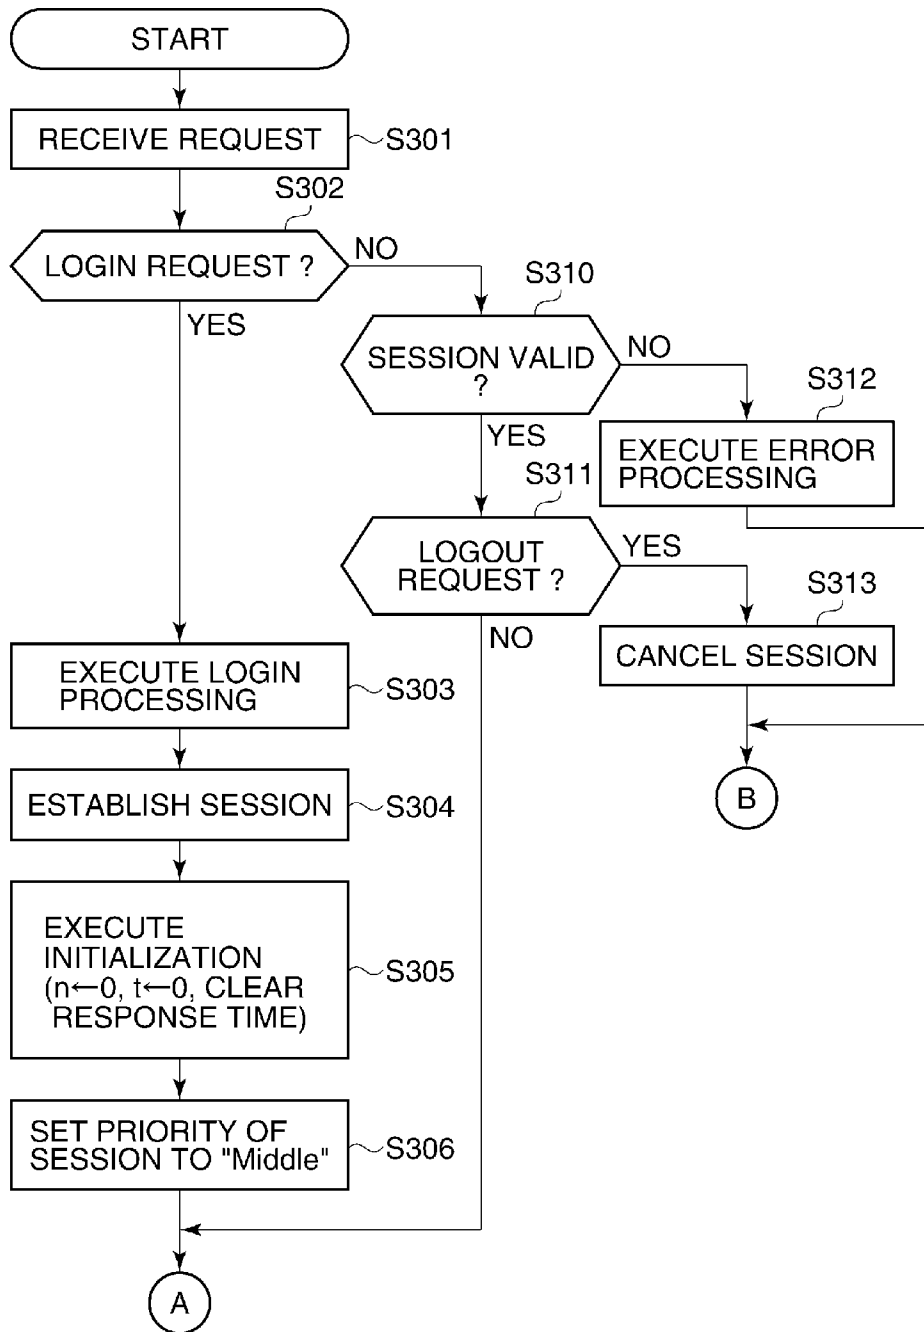 START
RECEIVE REQUEST
S301
S302
LOGIN REQUEST ?
NO
YES
S310
SESSION VALID
?
NO
YES
S312
EXECUTE ERROR
PROCESSING
S311
LOGOUT
REQUEST ?
YES
NO
S313
CANCEL SESSION
B
EXECUTE LOGIN
PROCESSING
S303
ESTABLISH SESSION
S304
EXECUTE
INITIALIZATION
(n←0, t←0, CLEAR
RESPONSE TIME)
S305
SET PRIORITY OF
SESSION TO "Middle"
S306
A